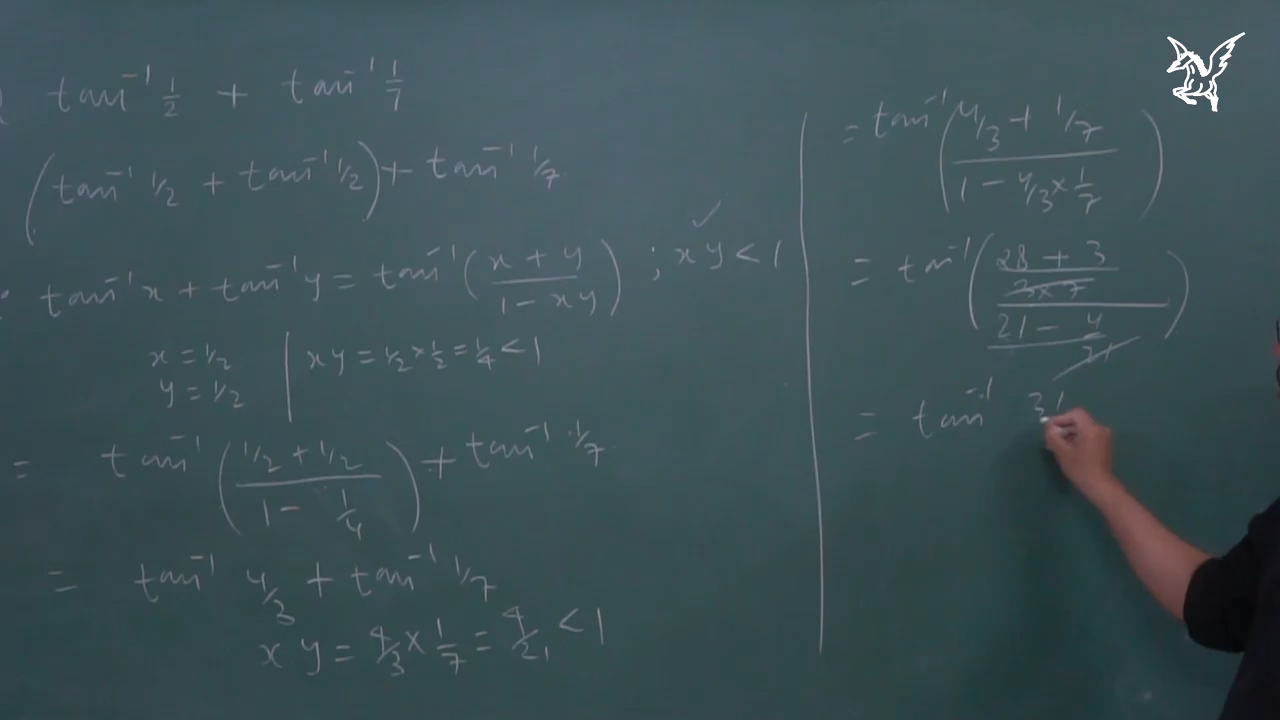 tan⁻¹ 1/2 + tan⁻¹ 1/7
(tan⁻¹ 1/2 + tan⁻¹ 1/2) + tan⁻¹ 1/7
tan⁻¹x + tan⁻¹y = tan⁻¹((x + y)/(1 - xy)) ; xy < 1 ✓
x = 1/2 | xy = 1/2 × 1/2 = 1/4 < 1
y = 1/2
= tan⁻¹((1/2 + 1/2)/(1 - 1/4)) + tan⁻¹ 1/7
= tan⁻¹ 4/3 + tan⁻¹ 1/7
xy = 4/3 × 1/7 = 4/21 < 1
= tan⁻¹((4/3 + 1/7)/(1 - 4/3 × 1/7))
= tan⁻¹(((28 + 3)/(3×7))/((21 - 4)/21))
= tan⁻¹ 31